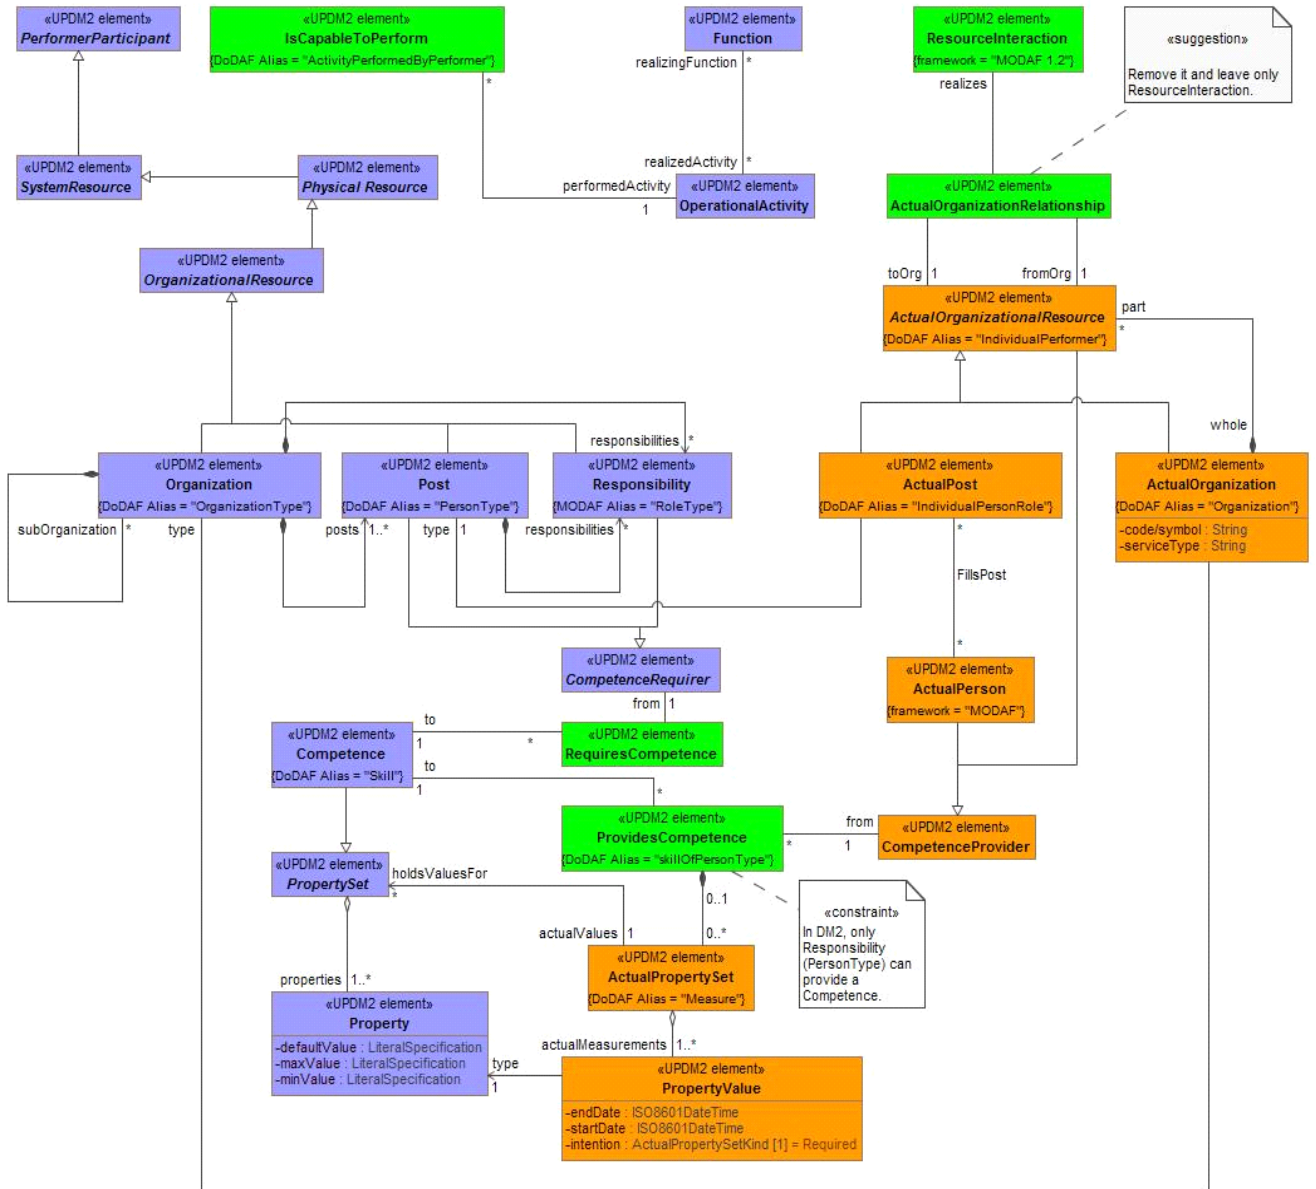 «UPDM2 element»
PerformerParticipant
«UPDM2 element»
IsCapableToPerform
{DoDAF Alias = "ActivityPerformedByPerformer"}
*
«UPDM2 element»
Function
realizingFunction
*
«UPDM2 element»
ResourceInteraction
{framework = "MODAF 1.2"}
realizes
«suggestion»
Remove it and leave only
ResourceInteraction.
«UPDM2 element»
SystemResource
«UPDM2 element»
Physical Resource
realizedActivity
*
performedActivity
1
«UPDM2 element»
OperationalActivity
«UPDM2 element»
ActualOrganizationRelationship
«UPDM2 element»
OrganizationalResource
toOrg
1
fromOrg
1
«UPDM2 element»
ActualOrganizationalResource
{DoDAF Alias = "IndividualPerformer"}
part
*
whole
responsibilities
*
«UPDM2 element»
Organization
{DoDAF Alias = "OrganizationType"}
«UPDM2 element»
Post
{DoDAF Alias = "PersonType"}
«UPDM2 element»
Responsibility
{MODAF Alias = "RoleType"}
«UPDM2 element»
ActualPost
{DoDAF Alias = "IndividualPersonRole"}
«UPDM2 element»
ActualOrganization
{DoDAF Alias = "Organization"}
-code/symbol : String
-serviceType : String
subOrganization
*
type
posts
1..*
type
1
responsibilities
*
*
FillsPost
*
«UPDM2 element»
CompetenceRequirer
from
1
«UPDM2 element»
ActualPerson
{framework = "MODAF"}
«UPDM2 element»
Competence
{DoDAF Alias = "Skill"}
to
1
*
«UPDM2 element»
RequiresCompetence
to
1
*
«UPDM2 element»
ProvidesCompetence
{DoDAF Alias = "skillOfPersonType"}
from
*
1
«UPDM2 element»
CompetenceProvider
«UPDM2 element»
PropertySet
holdsValuesFor
*
0..1
actualValues
1
0..*
«constraint»
In DM2, only
Responsibility
(PersonType) can
provide a
Competence.
«UPDM2 element»
ActualPropertySet
{DoDAF Alias = "Measure"}
properties
1..*
«UPDM2 element»
Property
-defaultValue : LiteralSpecification
-maxValue : LiteralSpecification
-minValue : LiteralSpecification
actualMeasurements
1..*
type
1
«UPDM2 element»
PropertyValue
-endDate : ISO8601DateTime
-startDate : ISO8601DateTime
-intention : ActualPropertySetKind [1] = Required